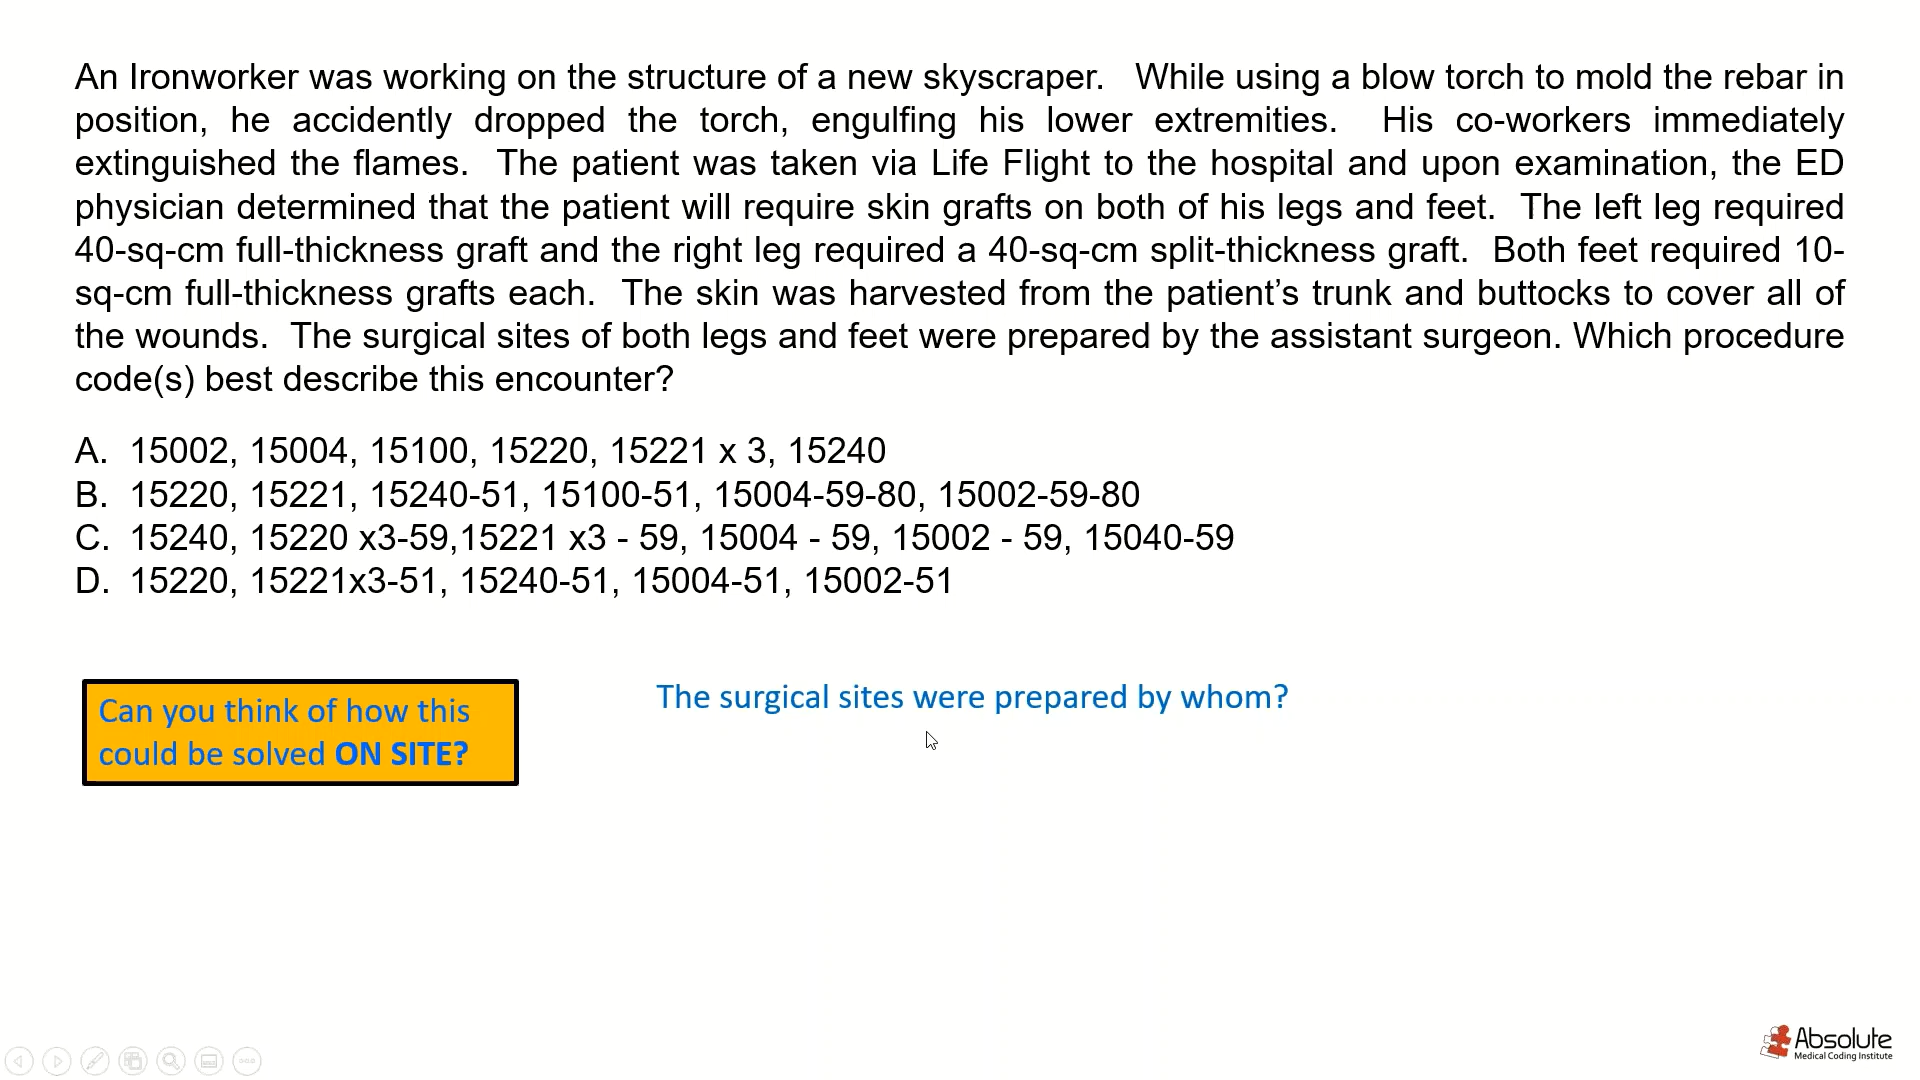 An Ironworker was working on the structure of a new skyscraper. While using a blow torch to mold the rebar in
position, he accidently dropped the torch, engulfing his lower extremities. His co-workers immediately
extinguished the flames. The patient was taken via Life Flight to the hospital and upon examination, the ED
physician determined that the patient will require skin grafts on both of his legs and feet. The left leg required
40-sq-cm full-thickness graft and the right leg required a 40-sq-cm split-thickness graft. Both feet required 10-
sq-cm full-thickness grafts each. The skin was harvested from the patient’s trunk and buttocks to cover all of
the wounds. The surgical sites of both legs and feet were prepared by the assistant surgeon. Which procedure
code(s) best describe this encounter?
A. 15002, 15004, 15100, 15220, 15221 x 3, 15240
B. 15220, 15221, 15240-51, 15100-51, 15004-59-80, 15002-59-80
C. 15240, 15220 x3-59,15221 x3 - 59, 15004 - 59, 15002 - 59, 15040-59
D. 15220, 15221x3-51, 15240-51, 15004-51, 15002-51
Can you think of how this
could be solved ON SITE?
The surgical sites were prepared by whom?
Absolute
Medical Coding Institute